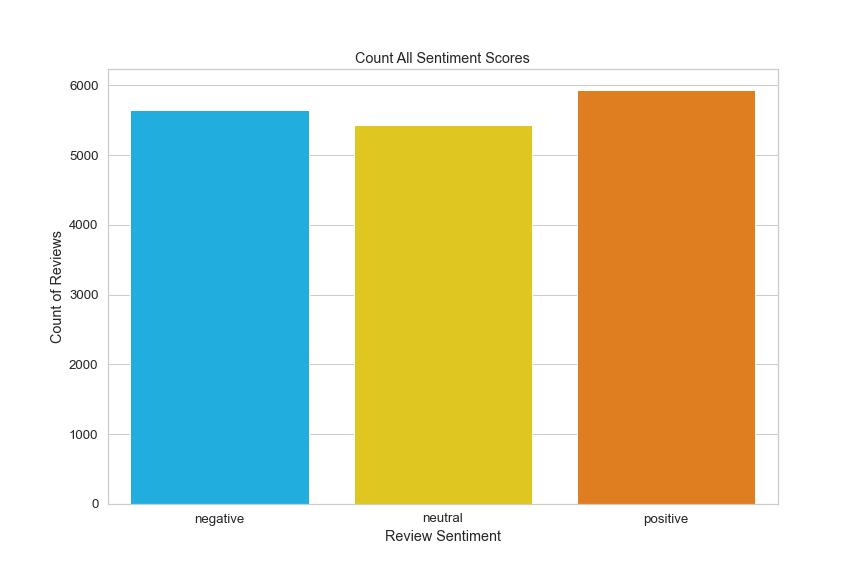 Count All Sentiment Scores
6000
5000
4000
3000
2000
1000
0
Count of Reviews
negative neutral positive
Review Sentiment